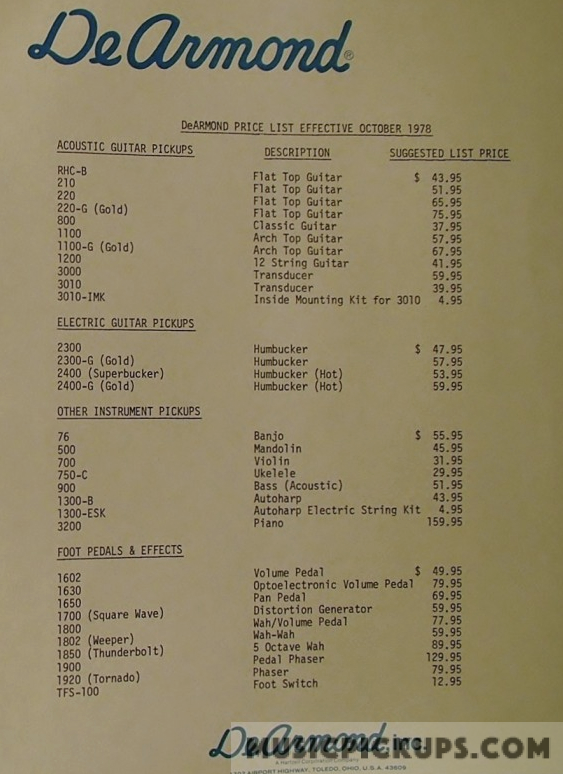 DeArmond®
DeARMOND PRICE LIST EFFECTIVE OCTOBER 1978
ACOUSTIC GUITAR PICKUPS DESCRIPTION SUGGESTED LIST PRICE
RHC-B Flat Top Guitar $ 43.95
210 Flat Top Guitar 51.95
220 Flat Top Guitar 65.95
220-G (Gold) Flat Top Guitar 75.95
800 Classic Guitar 37.95
1100 Arch Top Guitar 57.95
1100-G (Gold) Arch Top Guitar 67.95
1200 12 String Guitar 41.95
3000 Transducer 59.95
3010 Transducer 39.95
3010-IMK Inside Mounting Kit for 3010 4.95
ELECTRIC GUITAR PICKUPS
2300 Humbucker $ 47.95
2300-G (Gold) Humbucker 57.95
2400 (Superbucker) Humbucker (Hot) 53.95
2400-G (Gold) Humbucker (Hot) 59.95
OTHER INSTRUMENT PICKUPS
76 Banjo $ 55.95
500 Mandolin 45.95
700 Violin 31.95
750-C Ukelele 29.95
900 Bass (Acoustic) 51.95
1300-B Autoharp 43.95
1300-ESK Autoharp Electric String Kit 4.95
3200 Piano 159.95
FOOT PEDALS & EFFECTS
1602 Volume Pedal $ 49.95
1630 Optoelectronic Volume Pedal 79.95
1650 Pan Pedal 69.95
1700 (Square Wave) Distortion Generator 59.95
1800 Wah/Volume Pedal 77.95
1802 (Weeper) Wah-Wah 59.95
1850 (Thunderbolt) 5 Octave Wah 89.95
1900 Pedal Phaser 129.95
1920 (Tornado) Phaser 79.95
TFS-100 Foot Switch 12.95
DeArmond inc.
MUSICPICKUPS.COM
A Harmony Corporation Company
AIRPORT HIGHWAY, TOLEDO, OHIO, U.S.A. 43609